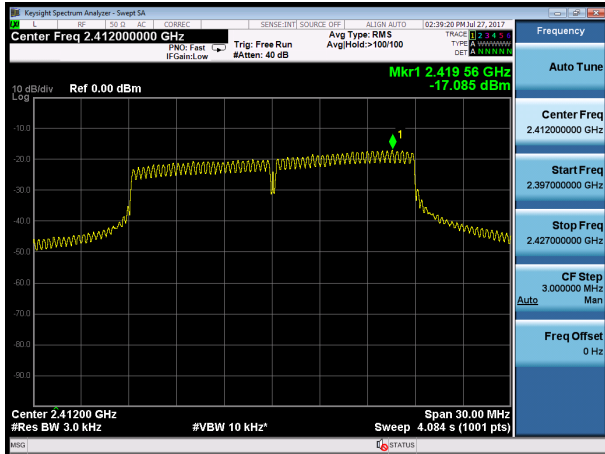 Keysight Spectrum Analyzer - Swept SA
L RF 50 Ω AC CORREC SENSE:INT SOURCE OFF ALIGN AUTO 02:39:20 PM Jul 27, 2017
Center Freq 2.412000000 GHz
PNO: Fast
IFGain:Low
Trig: Free Run
#Atten: 40 dB
Avg Type: RMS
Avg|Hold:>100/100
TRACE 1 2 3 4 5 6
TYPE A WWWWW
DET A N N N N N
Mkr1 2.419 56 GHz
-17.085 dBm
10 dB/div Ref 0.00 dBm
Log
1
-10.0
-20.0
-30.0
-40.0
-50.0
-60.0
-70.0
-80.0
-90.0
Center 2.41200 GHz Span 30.00 MHz
#Res BW 3.0 kHz #VBW 10 kHz* Sweep 4.084 s (1001 pts)
MSG STATUS
Frequency
Auto Tune
Center Freq
2.412000000 GHz
Start Freq
2.397000000 GHz
Stop Freq
2.427000000 GHz
CF Step
3.000000 MHz
Auto Man
Freq Offset
0 Hz